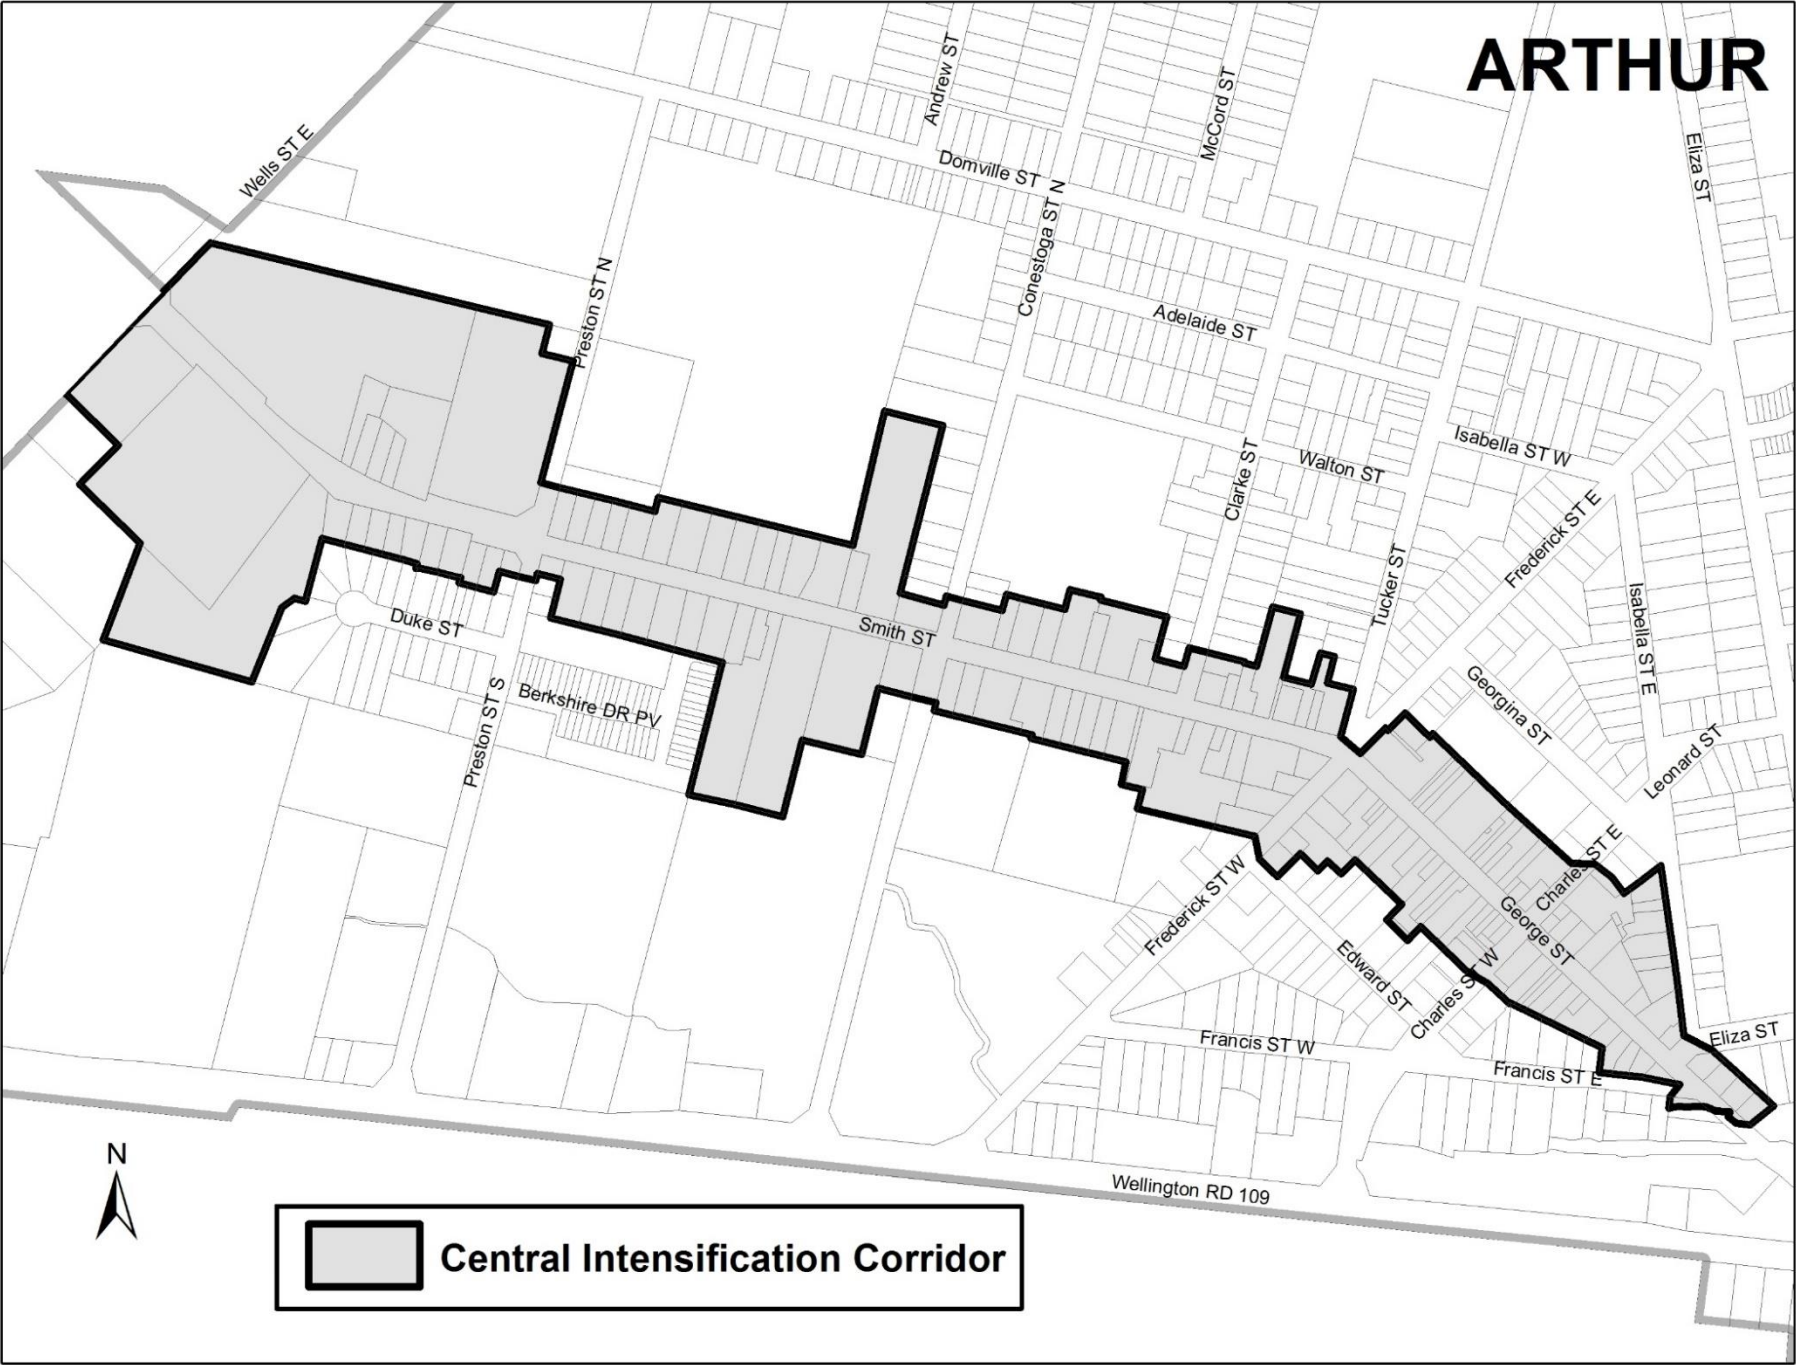 ARTHUR
Andrew ST
McCord ST
Wells ST E
Eliza ST
Domville ST
Conestoga ST N
Preston ST N
Adelaide ST
Isabella ST W
Walton ST
Clarke ST
Frederick ST E
Tucker ST
Isabella ST E
Duke ST
Smith ST
Georgina ST
Berkshire DR PV
Preston ST S
Leonard ST
Charles ST E
Frederick ST W
George ST
Edward ST
Charles ST W
Francis ST W
Eliza ST
Francis ST E
N
Wellington RD 109
Central Intensification Corridor